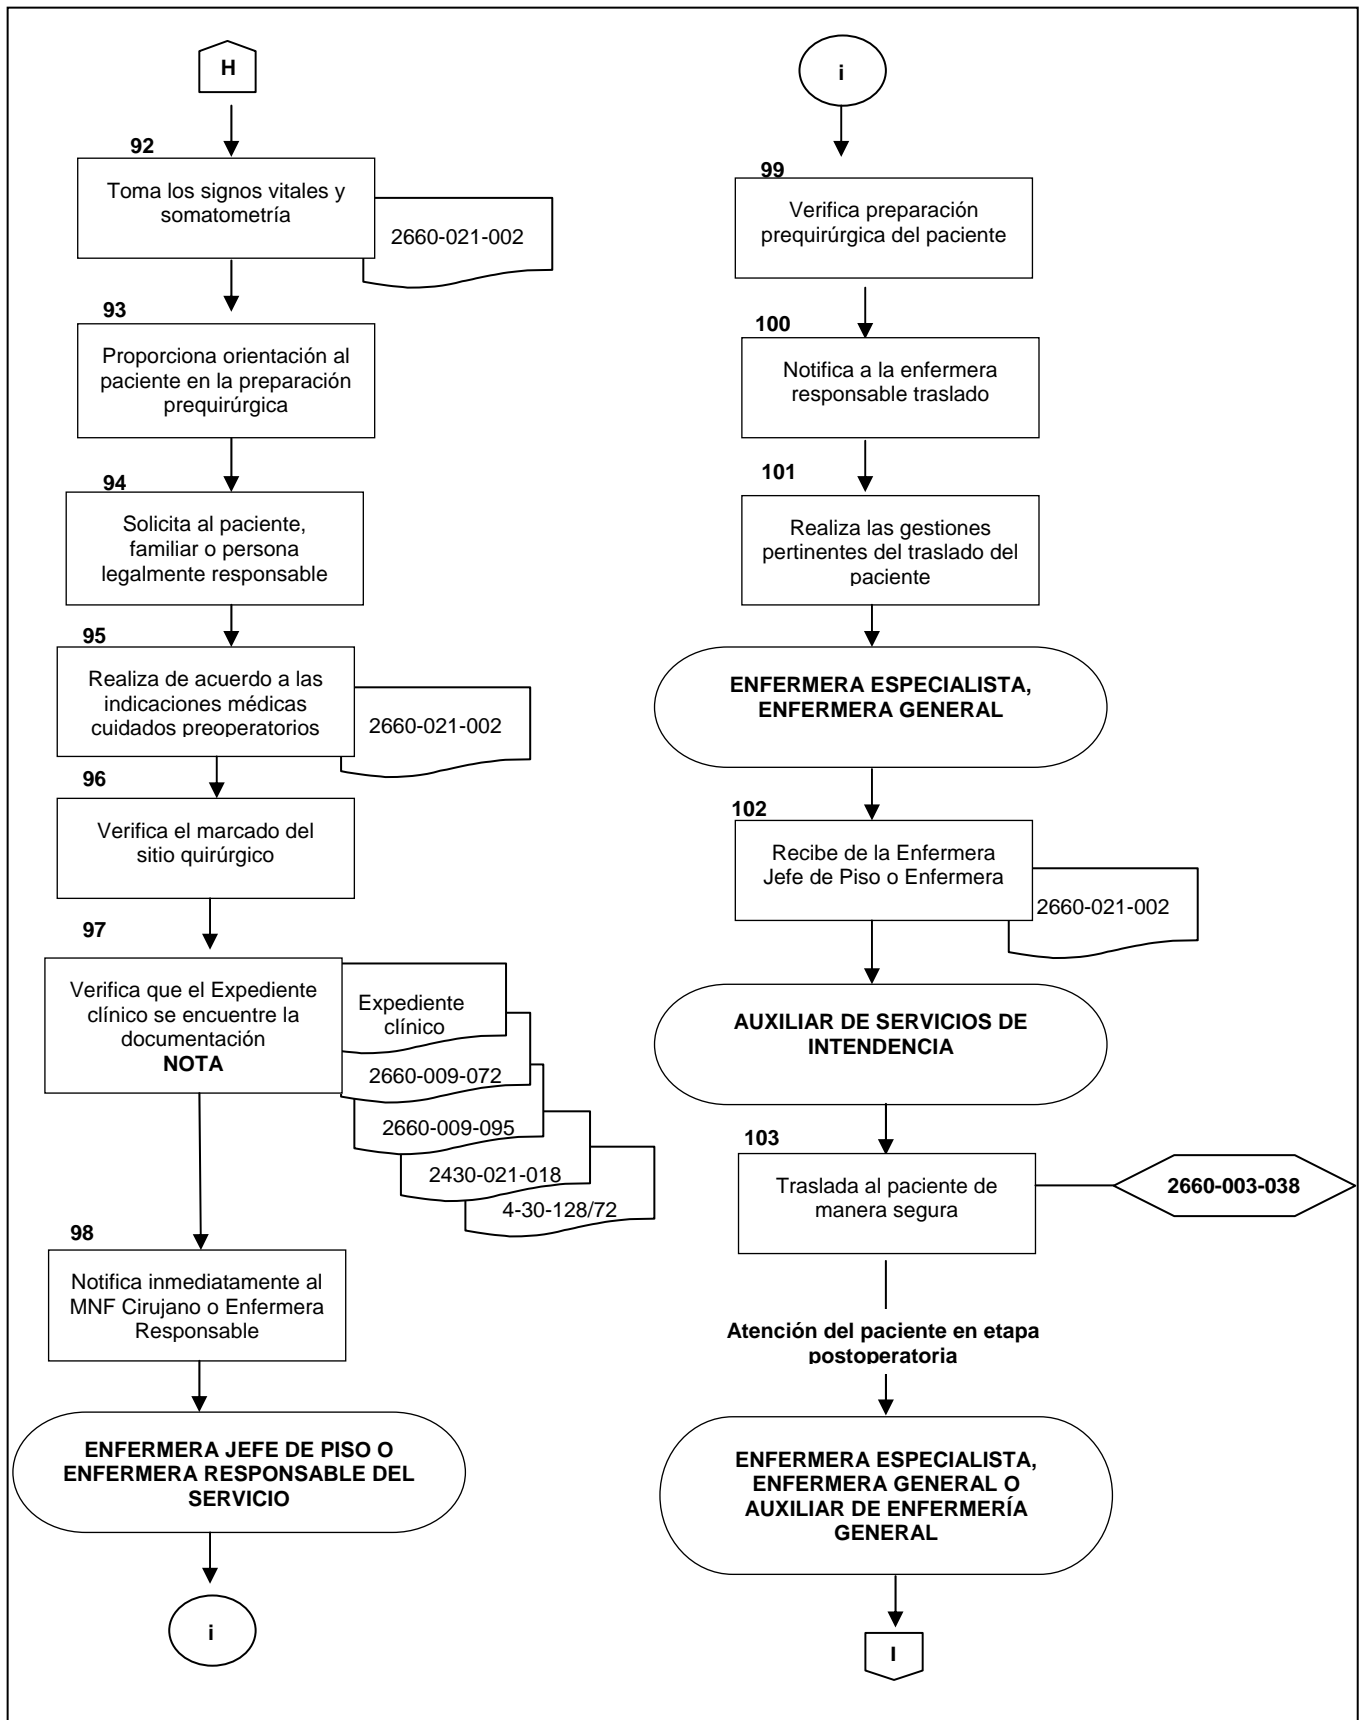 H
92
Toma los signos vitales y
somatometría
2660-021-002
93
Proporciona orientación al
paciente en la preparación
prequirúrgica
94
Solicita al paciente,
familiar o persona
legalmente responsable
95
Realiza de acuerdo a las
indicaciones médicas
cuidados preoperatorios
2660-021-002
96
Verifica el marcado del
sitio quirúrgico
97
Verifica que el Expediente
clínico se encuentre la
documentación
NOTA
Expediente
clínico
2660-009-072
2660-009-095
2430-021-018
4-30-128/72
98
Notifica inmediatamente al
MNF Cirujano o Enfermera
Responsable
ENFERMERA JEFE DE PISO O
ENFERMERA RESPONSABLE DEL
SERVICIO
i
i
99
Verifica preparación
prequirúrgica del paciente
100
Notifica a la enfermera
responsable traslado
101
Realiza las gestiones
pertinentes del traslado del
paciente
ENFERMERA ESPECIALISTA,
ENFERMERA GENERAL
102
Recibe de la Enfermera
Jefe de Piso o Enfermera
2660-021-002
AUXILIAR DE SERVICIOS DE
INTENDENCIA
103
Traslada al paciente de
manera segura
2660-003-038
Atención del paciente en etapa
postoperatoria
ENFERMERA ESPECIALISTA,
ENFERMERA GENERAL O
AUXILIAR DE ENFERMERÍA
GENERAL
I